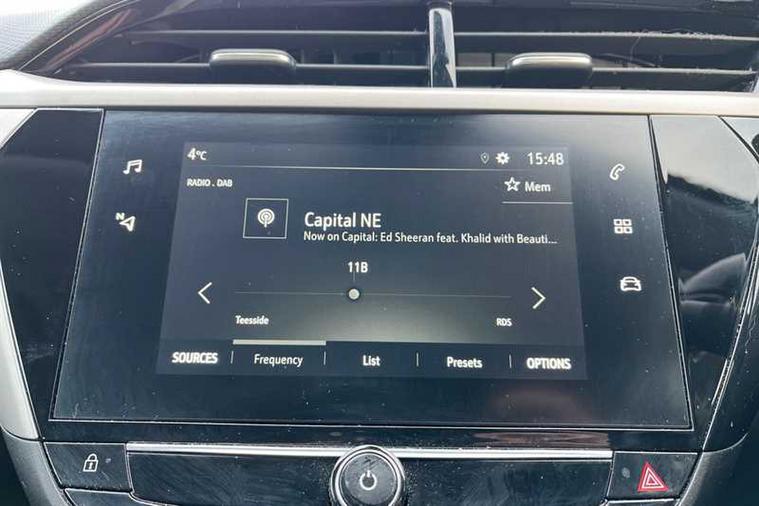 4°C
15:48
RADIO . DAB
Mem
Capital NE
Now on Capital: Ed Sheeran feat. Khalid with Beauti...
11B
N
Teesside
RDS
SOURCES
Frequency
List
Presets
OPTIONS